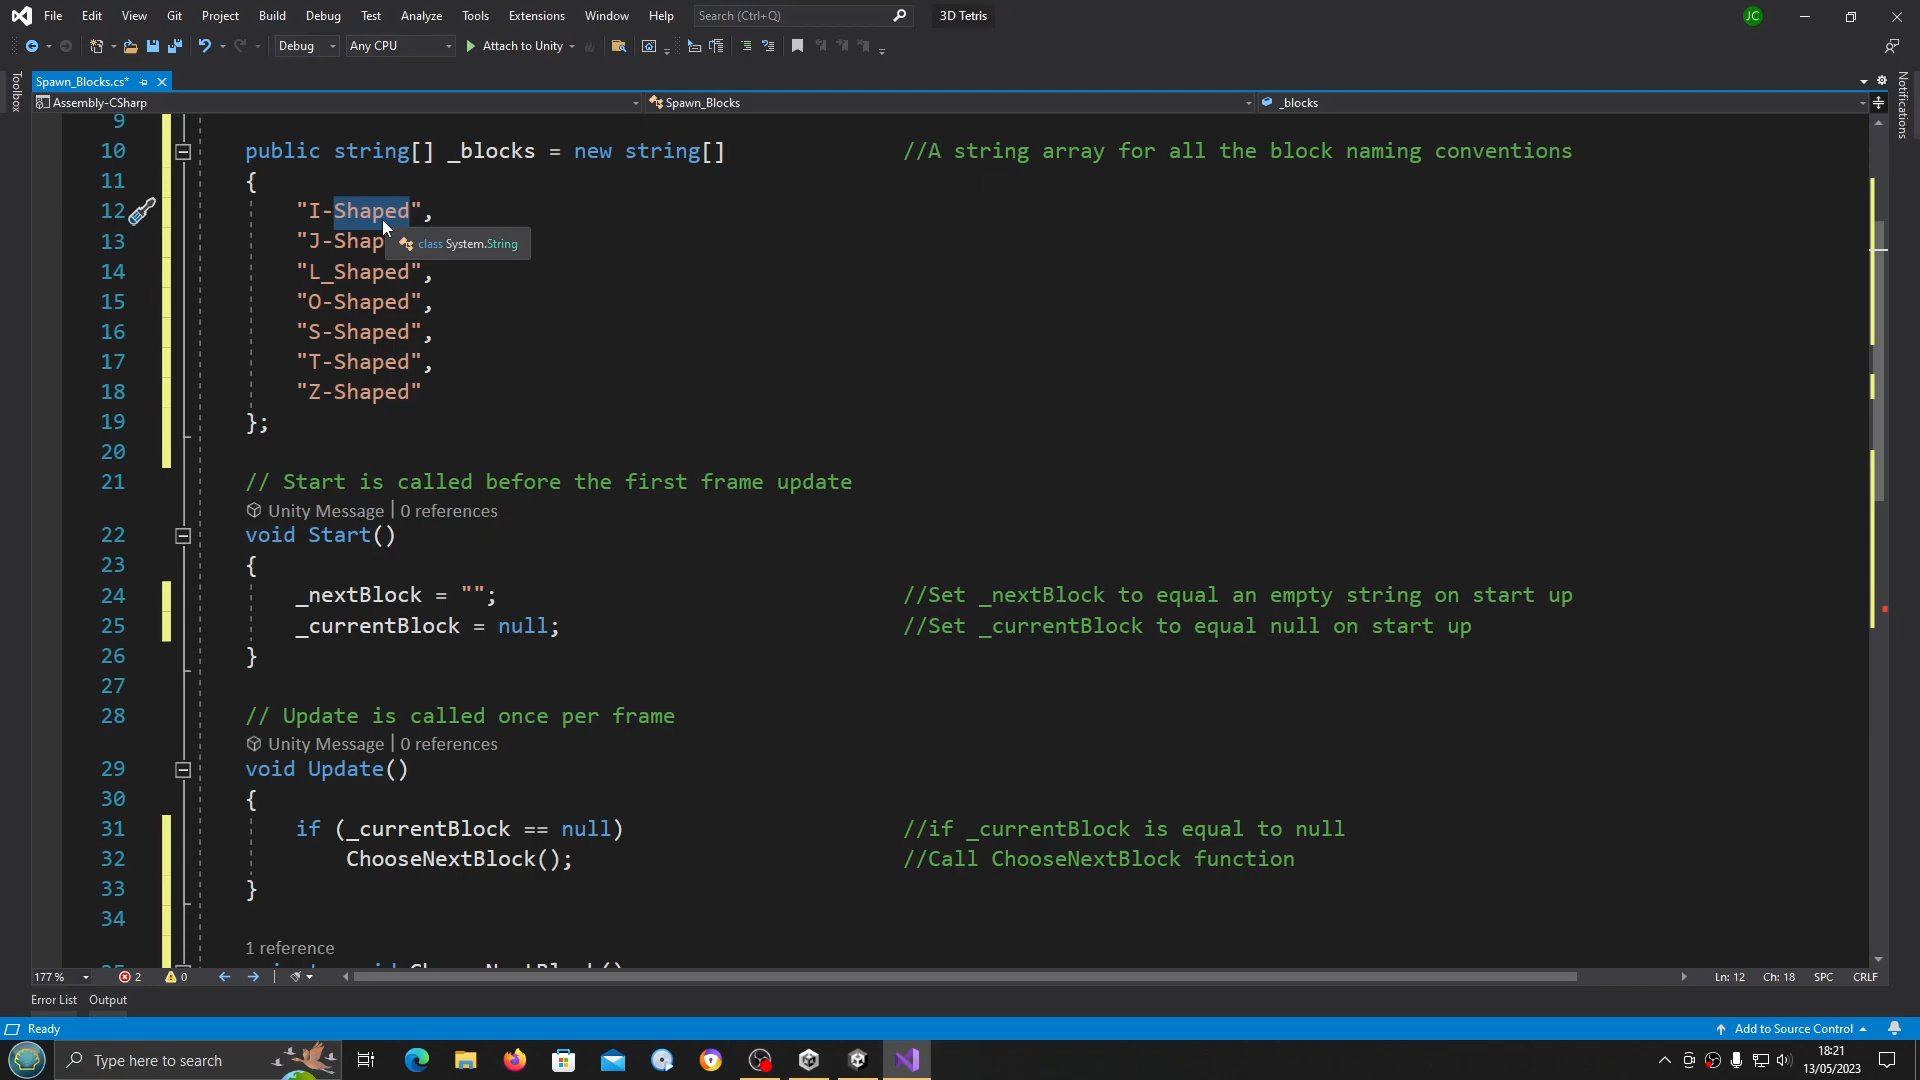 File Edit View Git Project Build Debug Test Analyze Tools Extensions Window Help Search (Ctrl+Q) 3D Tetris JC
Debug Any CPU Attach to Unity
Toolbox
Spawn_Blocks.cs*
Notifications
Assembly-CSharp Spawn_Blocks _blocks
9
10 public string[] _blocks = new string[] //A string array for all the block naming conventions
11 {
12 "I-Shaped",
13 "J-Shap
class System.String
14 "L_Shaped",
15 "O-Shaped",
16 "S-Shaped",
17 "T-Shaped",
18 "Z-Shaped"
19 };
20
21 // Start is called before the first frame update
Unity Message | 0 references
22 void Start()
23 {
24 _nextBlock = ""; //Set _nextBlock to equal an empty string on start up
25 _currentBlock = null; //Set _currentBlock to equal null on start up
26 }
27
28 // Update is called once per frame
Unity Message | 0 references
29 void Update()
30 {
31 if (_currentBlock == null) //if _currentBlock is equal to null
32 ChooseNextBlock(); //Call ChooseNextBlock function
33 }
34
1 reference
177 % 2 0 Ln: 12 Ch: 18 SPC CRLF
Error List Output
Ready Add to Source Control
Type here to search 18:21
13/05/2023